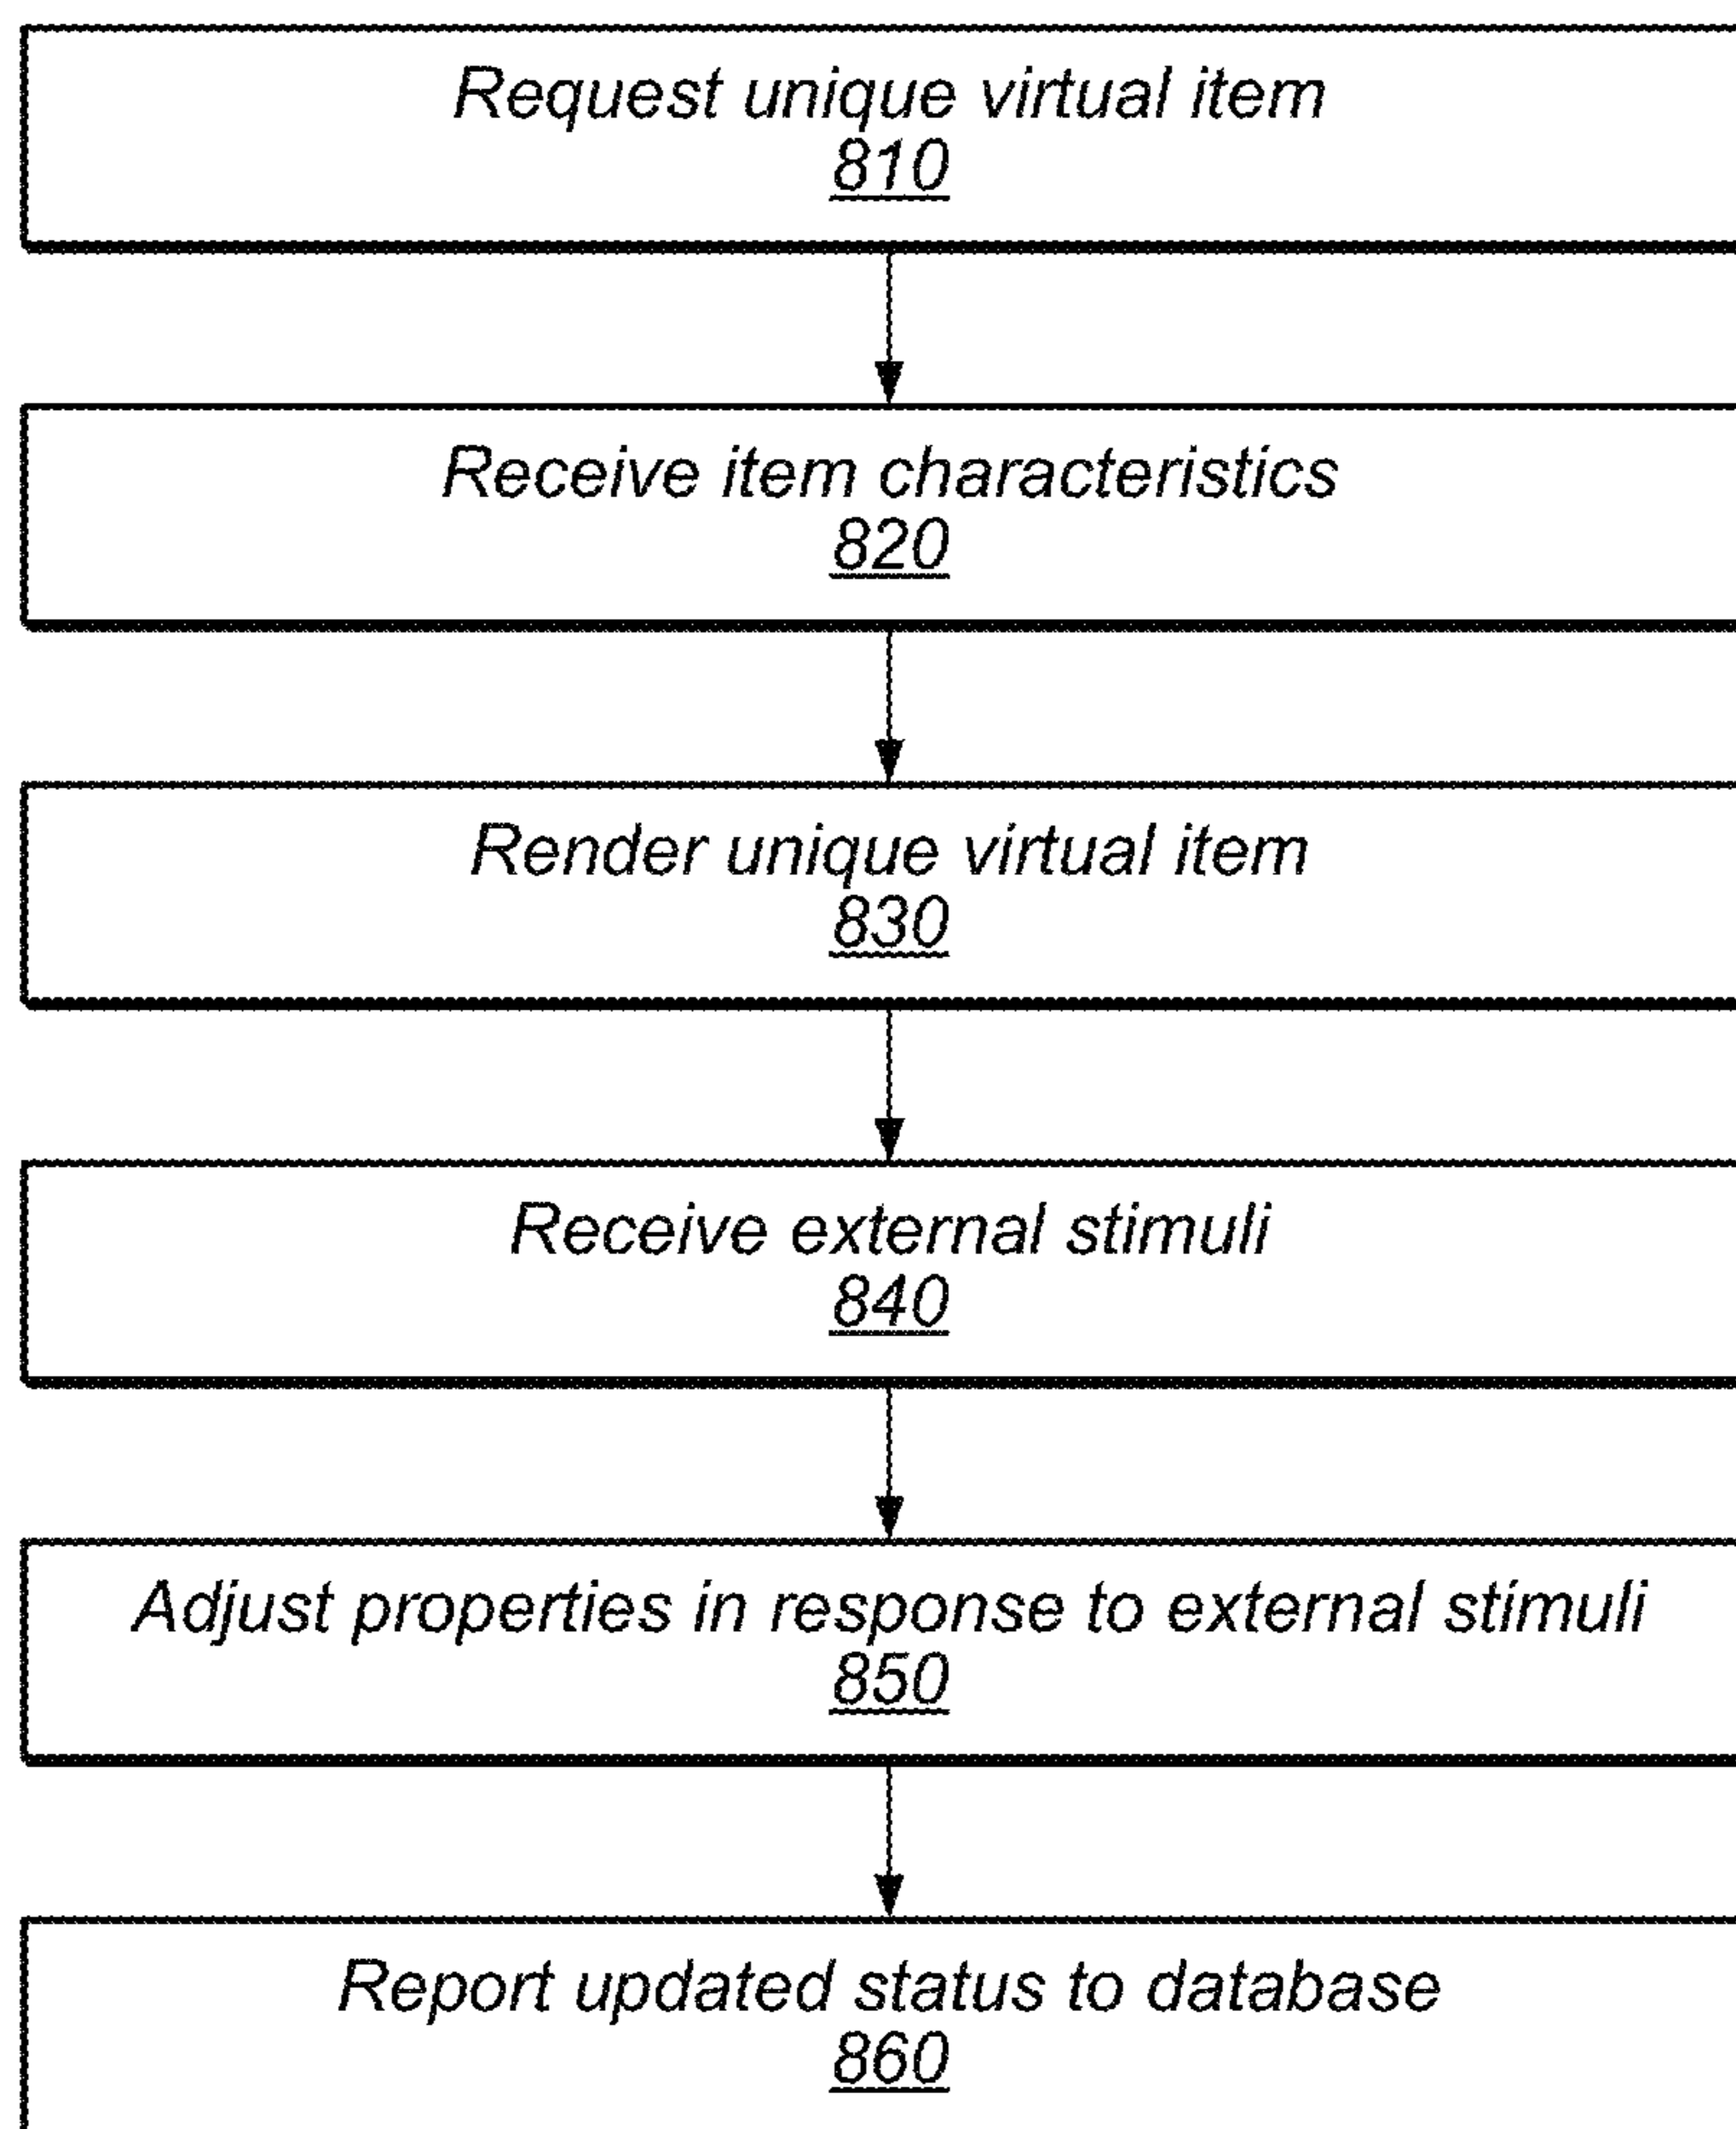 Request unique virtual item
810
Receive item characteristics
820
Render unique virtual item
830
Receive external stimuli
840
Adjust properties in response to external stimuli
850
Report updated status to database
860